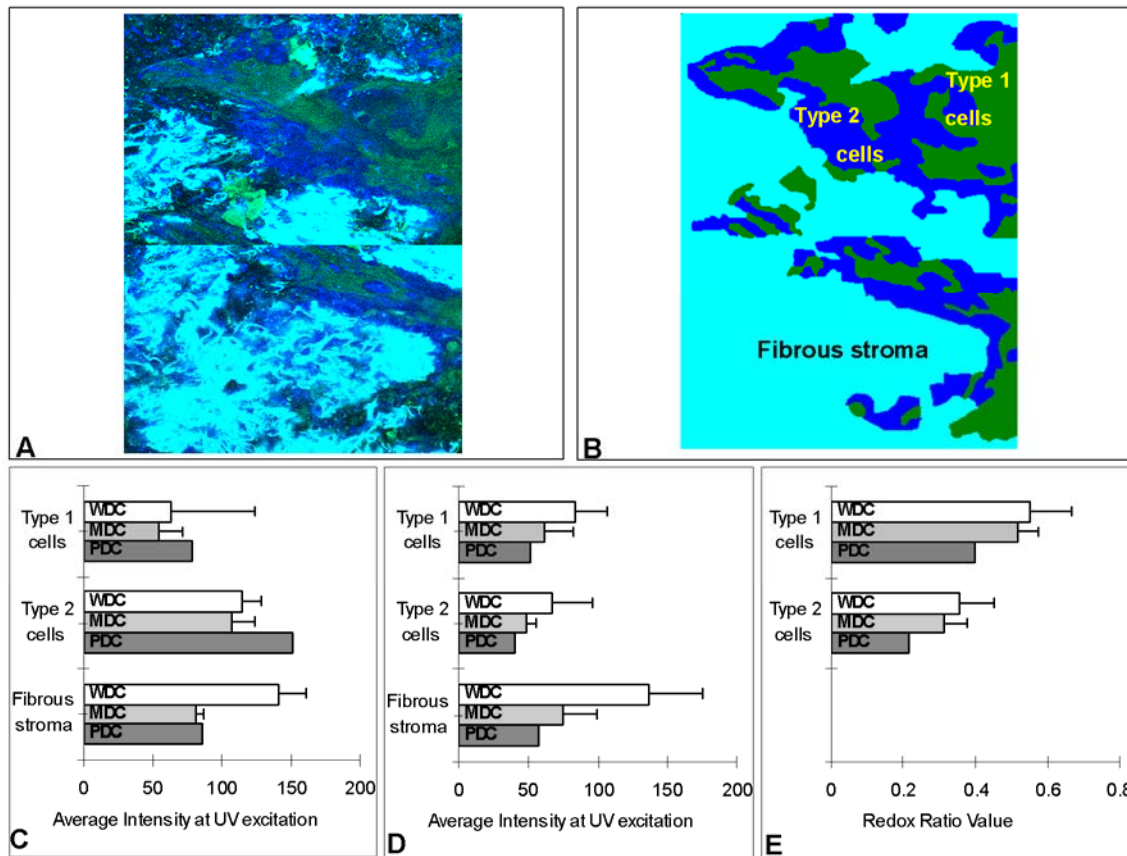 A
Type 1
cells
Type 2
cells
Fibrous stroma
B
Type 1
cells
WDC
MDC
PDC
Type 2
cells
WDC
MDC
PDC
Fibrous
stroma
WDC
MDC
PDC
0 50 100 150 200
Average Intensity at UV excitation
C
Type 1
cells
WDC
MDC
PDC
Type 2
cells
WDC
MDC
PDC
Fibrous
stroma
WDC
MDC
PDC
0 50 100 150 200
Average Intensity at UV excitation
D
Type 1
cells
WDC
MDC
PDC
Type 2
cells
WDC
MDC
PDC
0 0.2 0.4 0.6 0.8
Redox Ratio Value
E